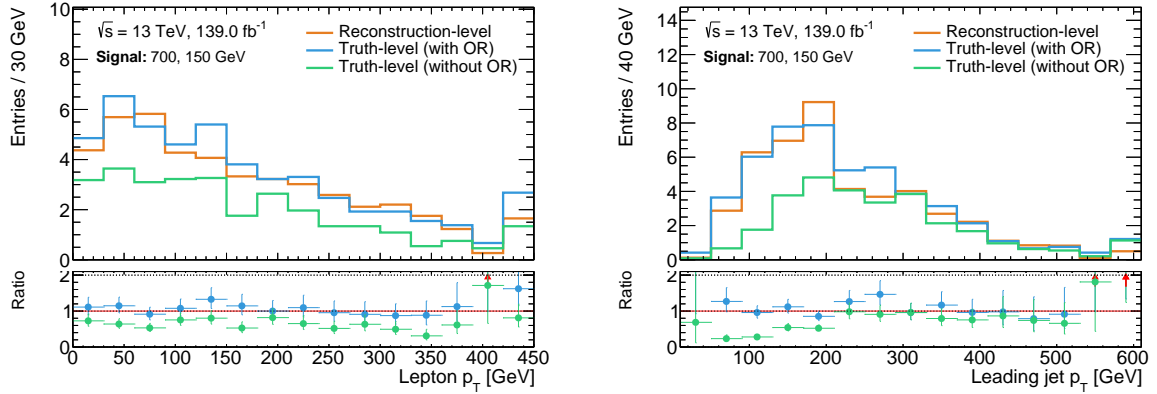 Entries / 30 GeV
10
8
6
4
2
0
√s = 13 TeV, 139.0 fb⁻¹
Signal: 700, 150 GeV
Reconstruction-level
Truth-level (with OR)
Truth-level (without OR)
Ratio
2
1
0
0 50 100 150 200 250 300 350 400 450
Lepton p_T [GeV]
Entries / 40 GeV
14
12
10
8
6
4
2
0
√s = 13 TeV, 139.0 fb⁻¹
Signal: 700, 150 GeV
Reconstruction-level
Truth-level (with OR)
Truth-level (without OR)
Ratio
2
1
0
100 200 300 400 500 600
Leading jet p_T [GeV]